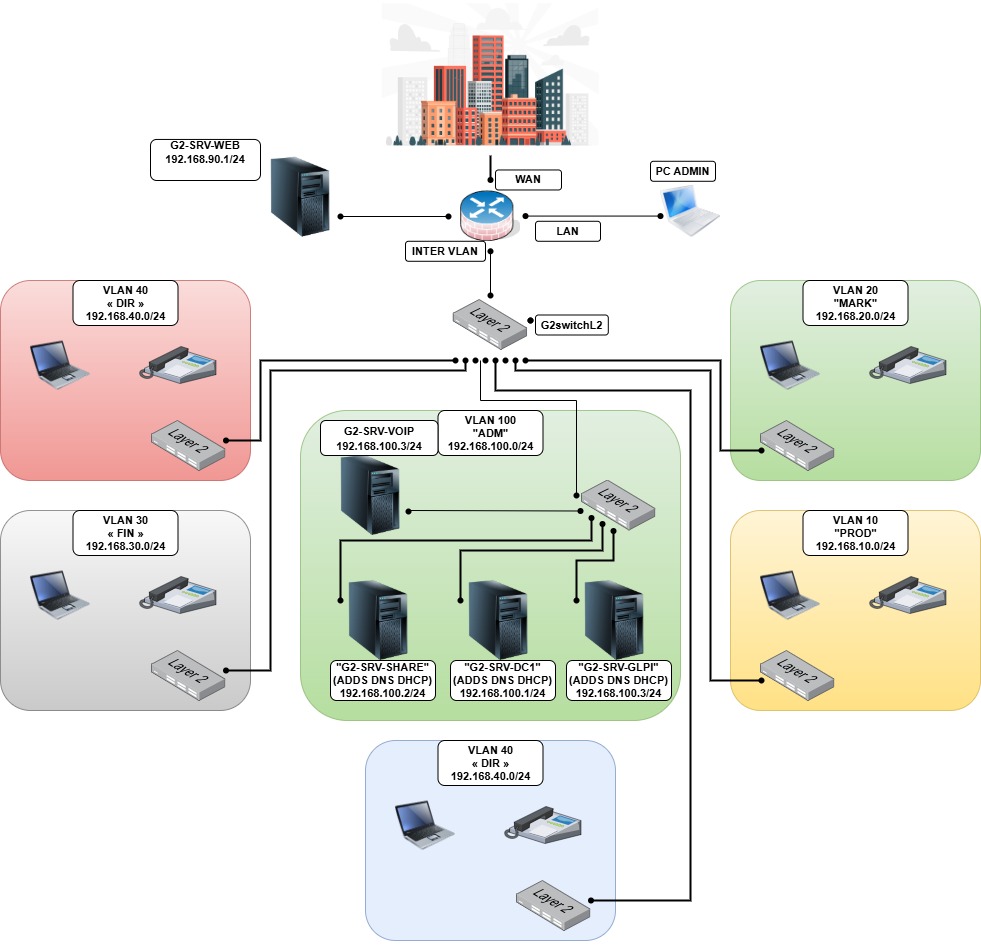 G2-SRV-WEB
192.168.90.1/24
WAN
PC ADMIN
LAN
INTER VLAN
Layer 2
G2switchL2
VLAN 40
« DIR »
192.168.40.0/24
Layer 2
VLAN 20
"MARK"
192.168.20.0/24
Layer 2
G2-SRV-VOIP
192.168.100.3/24
VLAN 100
"ADM"
192.168.100.0/24
Layer 2
"G2-SRV-SHARE"
(ADDS DNS DHCP)
192.168.100.2/24
"G2-SRV-DC1"
(ADDS DNS DHCP)
192.168.100.1/24
"G2-SRV-GLPI"
(ADDS DNS DHCP)
192.168.100.3/24
VLAN 30
« FIN »
192.168.30.0/24
Layer 2
VLAN 10
"PROD"
192.168.10.0/24
Layer 2
VLAN 40
« DIR »
192.168.40.0/24
Layer 2